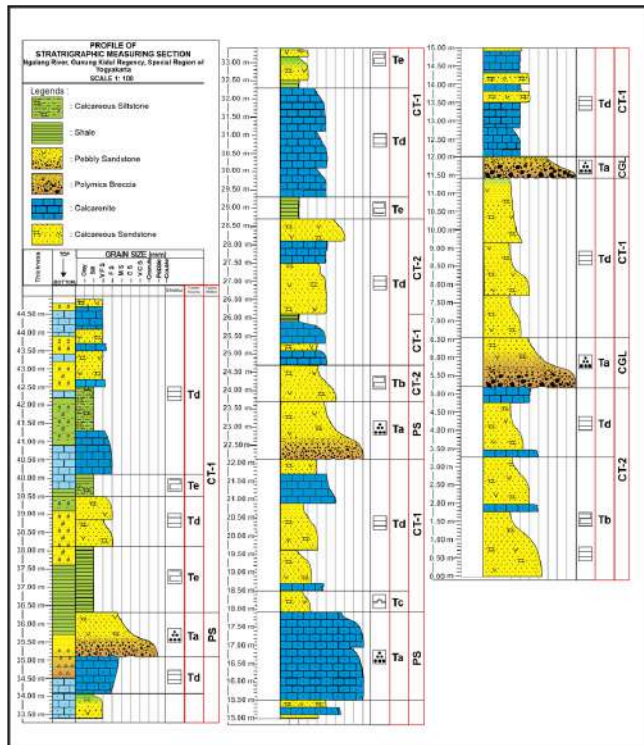 PROFILE OF
STRATRIGRAPHIC MEASURING SECTION
Ngalang River, Gunung Kidul Regency, Special Region of
Yogyakarta
SCALE 1: 100
Legends :
: Calcareous Siltstone
: Shale
: Pebbly Sandstone
: Polymics Breccia
: Calcarenite
: Calcareous Sandstone
Thickness
TOP
BOTTOM
GRAIN SIZE (mm)
Clay
Silt
V F S
F S
M S
C S
V C S
Granule
Pebble
44.50 m
44.00 m
43.50 m
43.00 m
42.50 m
42.00 m
41.50 m
41.00 m
40.50 m
40.00 m
39.50 m
39.00 m
38.50 m
38.00 m
37.50 m
37.00 m
36.50 m
36.00 m
35.50 m
35.00 m
34.50 m
34.00 m
33.50 m
Td
Te
Td
Te
Ta
Td
CT-1
PS
33.00 m
32.50 m
32.00 m
31.50 m
31.00 m
30.50 m
30.00 m
29.50 m
29.00 m
28.50 m
28.00 m
27.50 m
27.00 m
26.50 m
26.00 m
25.50 m
25.00 m
24.50 m
24.00 m
23.50 m
23.00 m
22.50 m
22.00 m
21.50 m
21.00 m
20.50 m
20.00 m
19.50 m
19.00 m
18.50 m
18.00 m
17.50 m
17.00 m
16.50 m
16.00 m
15.50 m
15.00 m
Te
Td
Te
Td
Tb
Ta
Td
Tc
Ta
CT-1
CT-2
CT-1
CT-2
PS
CT-1
PS
15.00 m
14.50 m
14.00 m
13.50 m
13.00 m
12.50 m
12.00 m
11.50 m
11.00 m
10.50 m
10.00 m
9.50 m
9.00 m
8.50 m
8.00 m
7.50 m
7.00 m
6.50 m
6.00 m
5.50 m
5.00 m
4.50 m
4.00 m
3.50 m
3.00 m
2.50 m
2.00 m
1.50 m
1.00 m
0.50 m
0.00 m
Td
Ta
Td
Ta
Td
Tb
CT-1
CGL
CT-1
CGL
CT-2